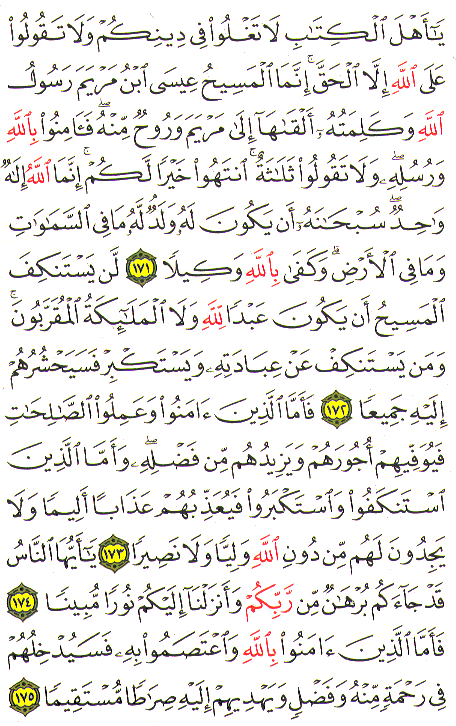 يَٰٓأَهْلَ ٱلْكِتَٰبِ لَا تَغْلُوا۟ فِى دِينِكُمْ وَلَا تَقُولُوا۟
عَلَى ٱللَّهِ إِلَّا ٱلْحَقَّ ۚ إِنَّمَا ٱلْمَسِيحُ عِيسَى ٱبْنُ مَرْيَمَ رَسُولُ
ٱللَّهِ وَكَلِمَتُهُۥٓ أَلْقَىٰهَآ إِلَىٰ مَرْيَمَ وَرُوحٌ مِّنْهُ ۖ فَـَٔامِنُوا۟ بِٱللَّهِ
وَرُسُلِهِۦ ۖ وَلَا تَقُولُوا۟ ثَلَٰثَةٌ ۚ ٱنتَهُوا۟ خَيْرًا لَّكُمْ ۚ إِنَّمَا ٱللَّهُ إِلَٰهٌ
وَٰحِدٌ ۖ سُبْحَٰنَهُۥٓ أَن يَكُونَ لَهُۥ وَلَدٌ ۘ لَّهُۥ مَا فِى ٱلسَّمَٰوَٰتِ
وَمَا فِى ٱلْأَرْضِ ۗ وَكَفَىٰ بِٱللَّهِ وَكِيلًا ١٧١ لَّن يَسْتَنكِفَ
ٱلْمَسِيحُ أَن يَكُونَ عَبْدًا لِّلَّهِ وَلَا ٱلْمَلَٰٓئِكَةُ ٱلْمُقَرَّبُونَ ۚ
وَمَن يَسْتَنكِفْ عَنْ عِبَادَتِهِۦ وَيَسْتَكْبِرْ فَسَيَحْشُرُهُمْ
إِلَيْهِ جَمِيعًا ١٧٢ فَأَمَّا ٱلَّذِينَ ءَامَنُوا۟ وَعَمِلُوا۟ ٱلصَّٰلِحَٰتِ
فَيُوَفِّيهِمْ أُجُورَهُمْ وَيَزِيدُهُم مِّن فَضْلِهِۦ ۖ وَأَمَّا ٱلَّذِينَ
ٱسْتَنكَفُوا۟ وَٱسْتَكْبَرُوا۟ فَيُعَذِّبُهُمْ عَذَابًا أَلِيمًا وَلَا
يَجِدُونَ لَهُم مِّن دُونِ ٱللَّهِ وَلِيًّا وَلَا نَصِيرًا ١٧٣ يَٰٓأَيُّهَا ٱلنَّاسُ
قَدْ جَآءَكُم بُرْهَٰنٌ مِّن رَّبِّكُمْ وَأَنزَلْنَآ إِلَيْكُمْ نُورًا مُّبِينًا ١٧٤
فَأَمَّا ٱلَّذِينَ ءَامَنُوا۟ بِٱللَّهِ وَٱعْتَصَمُوا۟ بِهِۦ فَسَيُدْخِلُهُمْ
فِى رَحْمَةٍ مِّنْهُ وَفَضْلٍ وَيَهْدِيهِمْ إِلَيْهِ صِرَٰطًا مُّسْتَقِيمًا ١٧٥